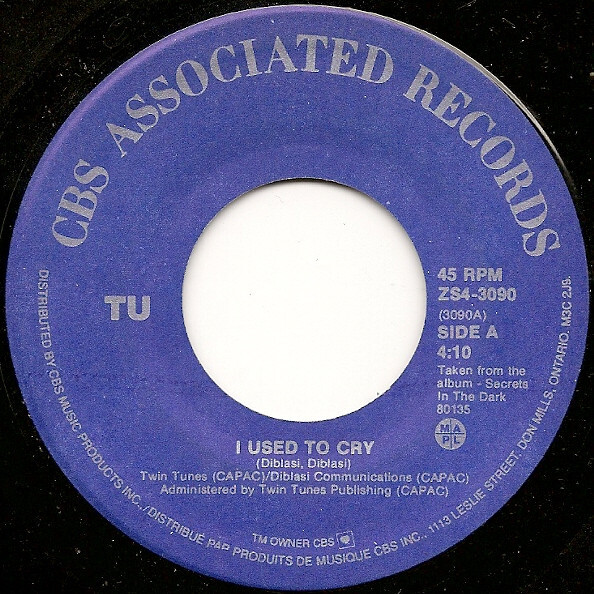 CBS ASSOCIATED RECORDS
TU
45 RPM
ZS4-3090
(3090A)
SIDE A
4:10
Taken from the
album - Secrets
In The Dark
80135
M A
P L
I USED TO CRY
(Diblasi, Diblasi)
Twin Tunes (CAPAC)/Diblasi Communications (CAPAC)
Administered by Twin Tunes Publishing (CAPAC)
TM OWNER CBS
DISTRIBUTED BY CBS MUSIC PRODUCTS INC., /DISTRIBUÉ PAR PRODUITS DE MUSIQUE CBS INC., 1113 LESLIE STREET, DON MILLS, ONTARIO. M3C 2J9.